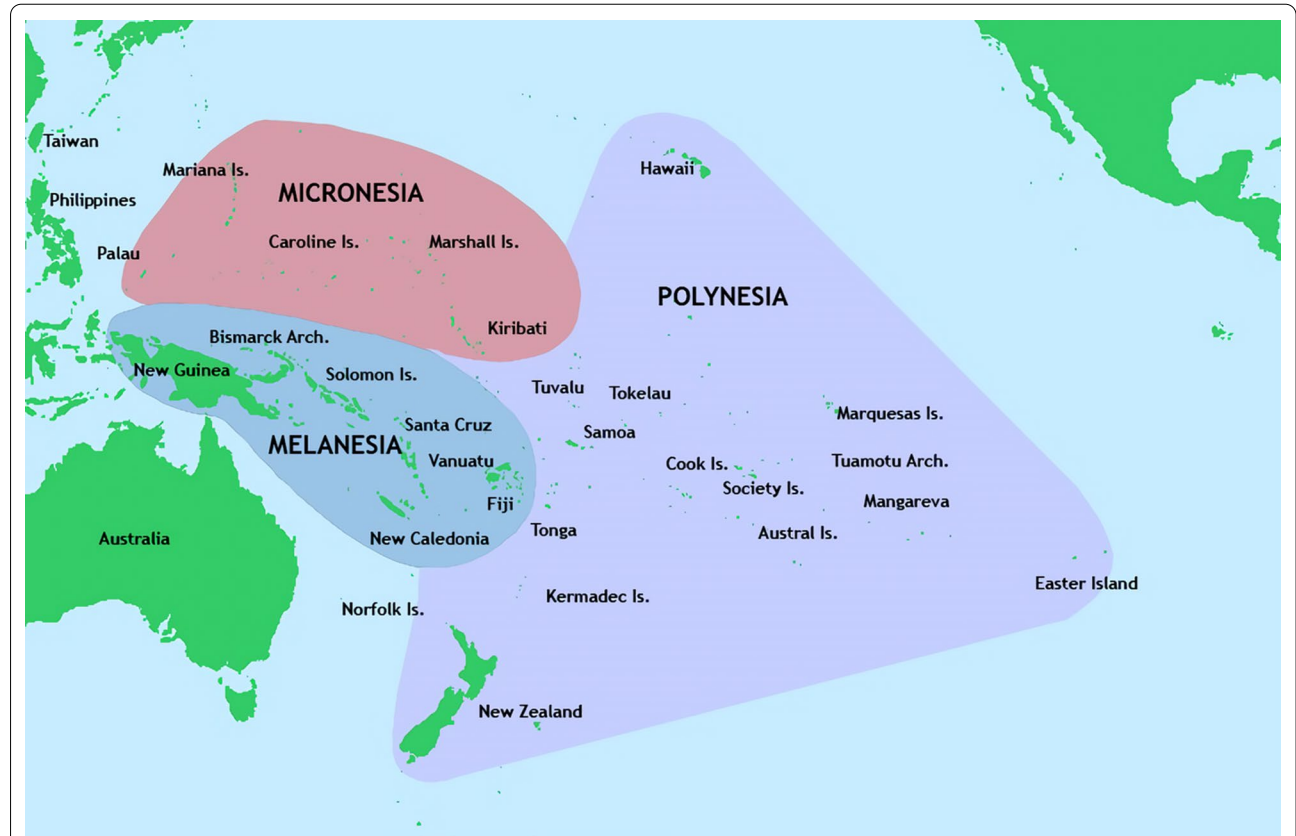 Taiwan
Mariana Is.
Hawaii
MICRONESIA
Philippines
Caroline Is.
Marshall Is.
Palau
POLYNESIA
Kiribati
Bismarck Arch.
New Guinea
Solomon Is.
Tuvalu
Tokelau
Marquesas Is.
Santa Cruz
Samoa
MELANESIA
Vanuatu
Cook Is.
Tuamotu Arch.
Society Is.
Fiji
Mangareva
Tonga
Austral Is.
New Caledonia
Australia
Easter Island
Kermadec Is.
Norfolk Is.
New Zealand